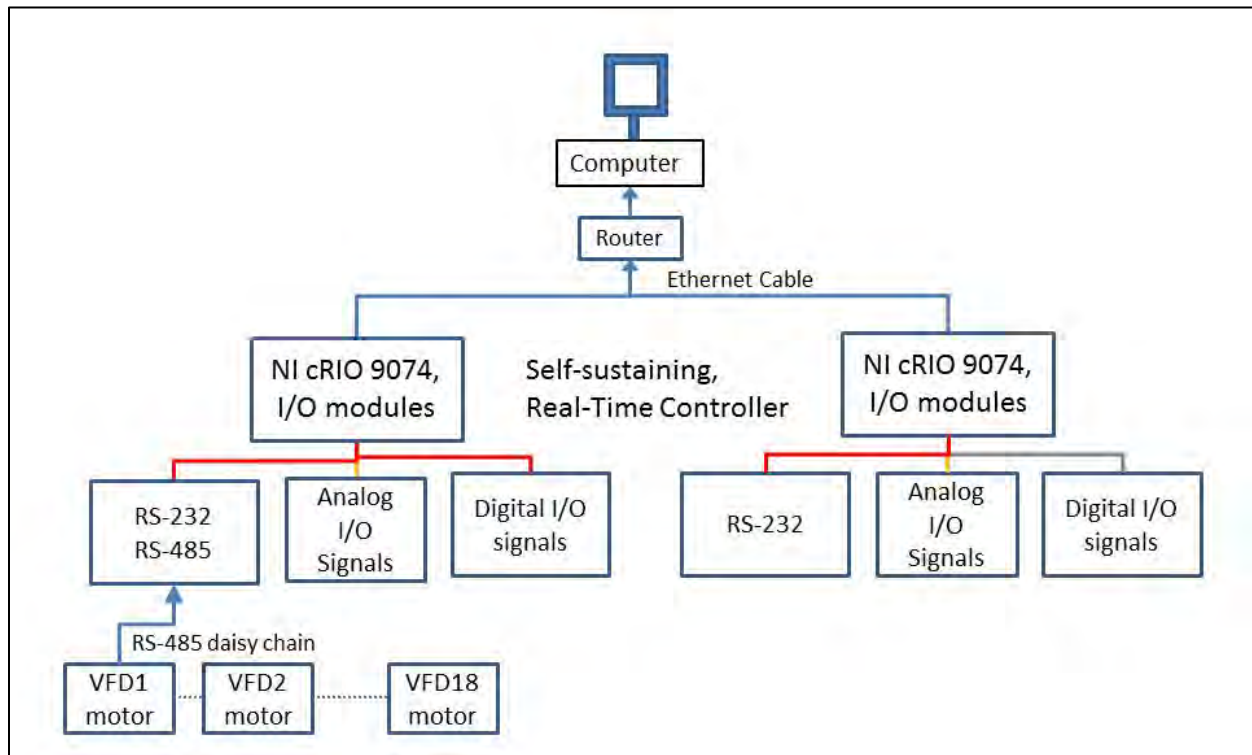 Computer
Router
Ethernet Cable
NI cRIO 9074,
I/O modules
Self-sustaining,
Real-Time Controller
NI cRIO 9074,
I/O modules
RS-232
RS-485
Analog
I/O
Signals
Digital I/O
signals
RS-232
Analog
I/O
Signals
Digital I/O
signals
RS-485 daisy chain
VFD1
motor
VFD2
motor
VFD18
motor